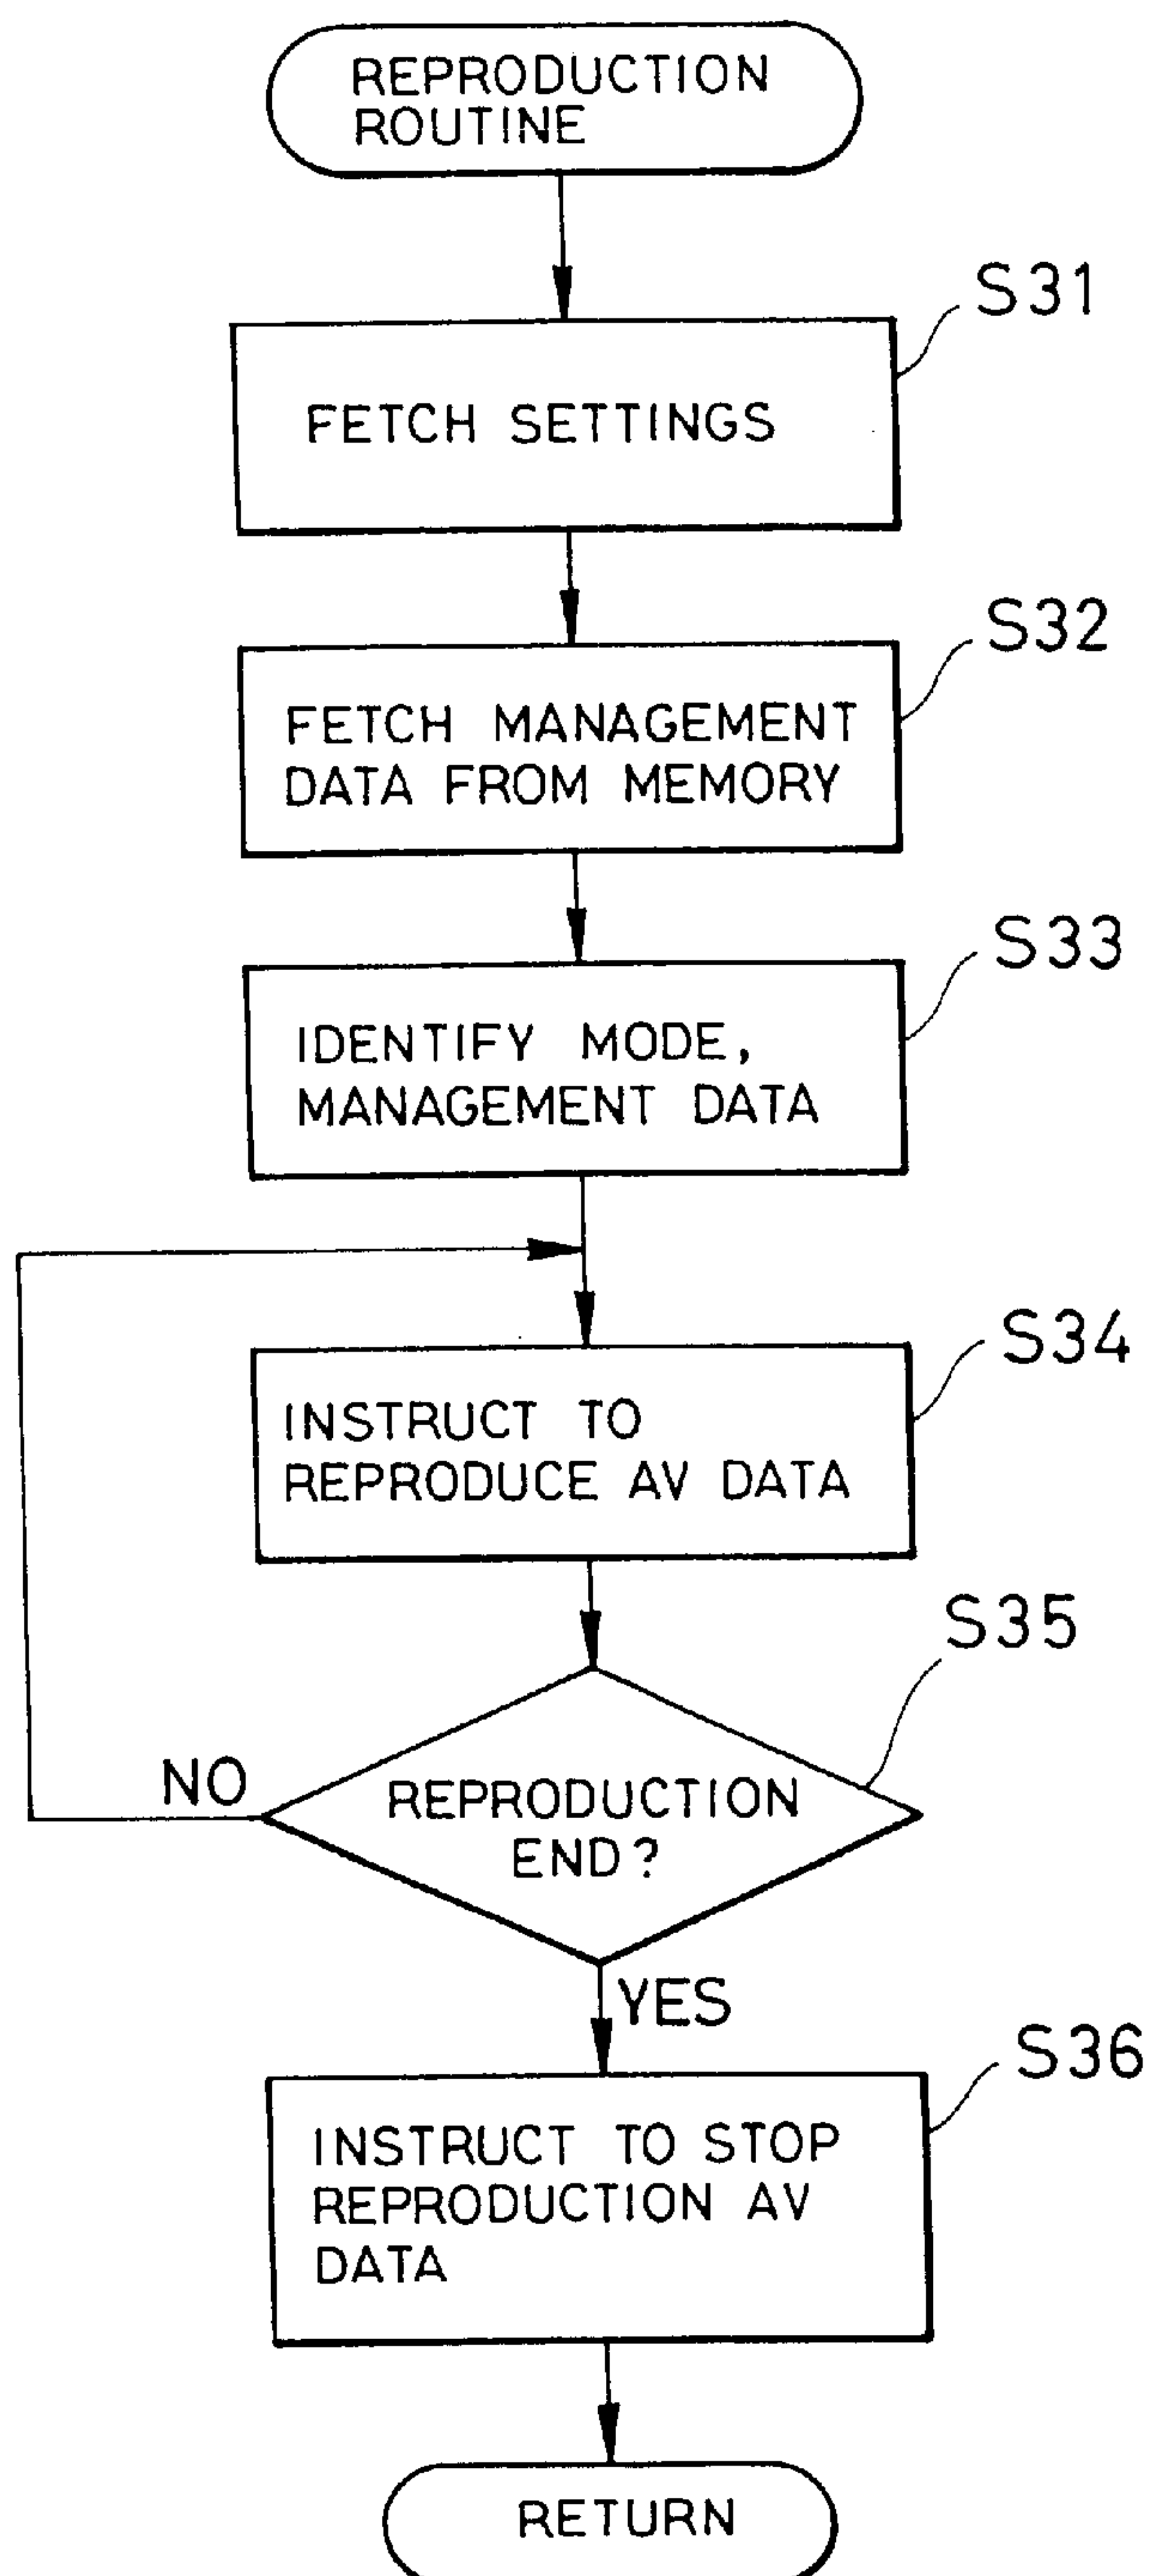 REPRODUCTION
ROUTINE
S31
FETCH SETTINGS
S32
FETCH MANAGEMENT
DATA FROM MEMORY
S33
IDENTIFY MODE,
MANAGEMENT DATA
S34
INSTRUCT TO
REPRODUCE AV DATA
S35
NO
REPRODUCTION
END?
YES
S36
INSTRUCT TO STOP
REPRODUCTION AV
DATA
RETURN